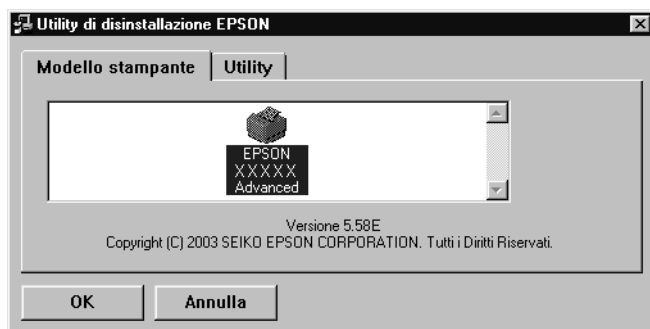 Utility di disinstallazione EPSON
Modello stampante
Utility
EPSON
XXXXX
Advanced
Versione 5.58E
Copyright (C) 2003 SEIKO EPSON CORPORATION. Tutti i Diritti Riservati.
OK
Annulla